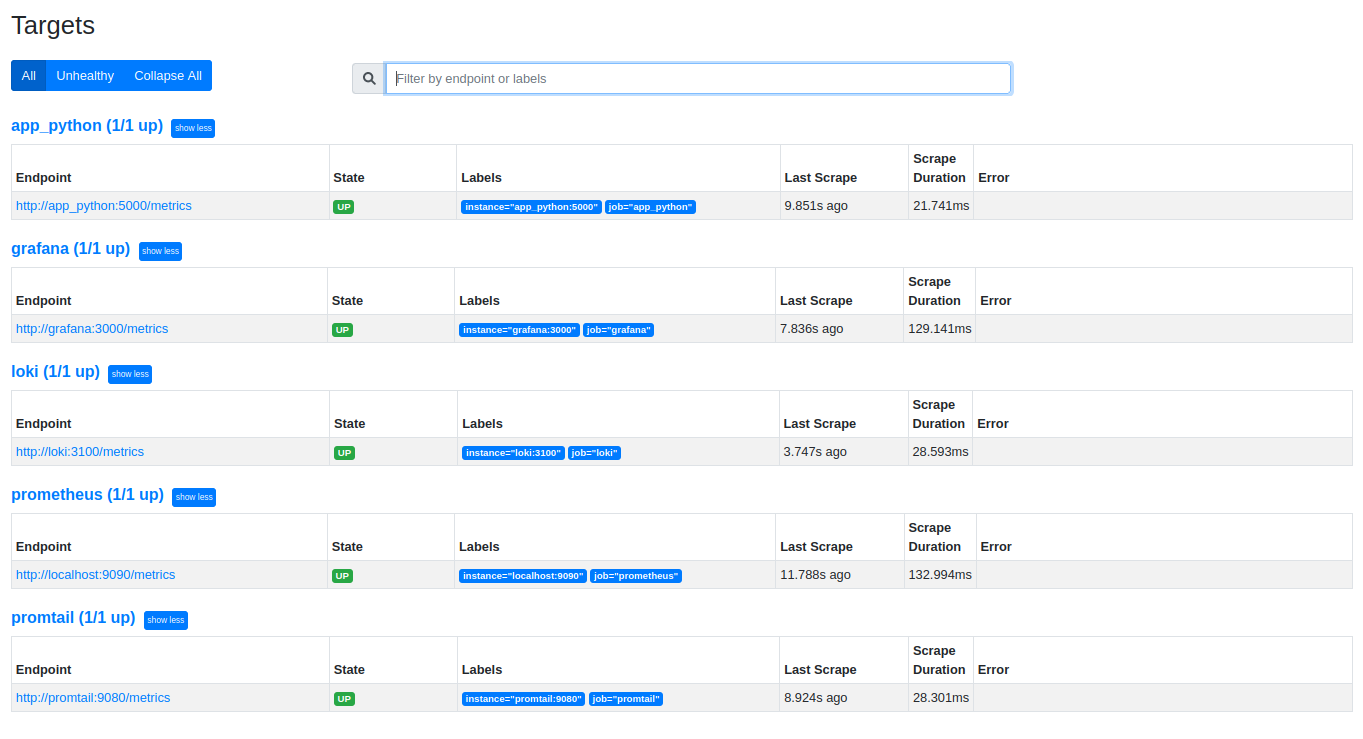 Targets
All Unhealthy Collapse All
Filter by endpoint or labels
app_python (1/1 up) show less
Endpoint State Labels Last Scrape Scrape Duration Error
http://app_python:5000/metrics UP instance="app_python:5000" job="app_python" 9.851s ago 21.741ms
grafana (1/1 up) show less
Endpoint State Labels Last Scrape Scrape Duration Error
http://grafana:3000/metrics UP instance="grafana:3000" job="grafana" 7.836s ago 129.141ms
loki (1/1 up) show less
Endpoint State Labels Last Scrape Scrape Duration Error
http://loki:3100/metrics UP instance="loki:3100" job="loki" 3.747s ago 28.593ms
prometheus (1/1 up) show less
Endpoint State Labels Last Scrape Scrape Duration Error
http://localhost:9090/metrics UP instance="localhost:9090" job="prometheus" 11.788s ago 132.994ms
promtail (1/1 up) show less
Endpoint State Labels Last Scrape Scrape Duration Error
http://promtail:9080/metrics UP instance="promtail:9080" job="promtail" 8.924s ago 28.301ms